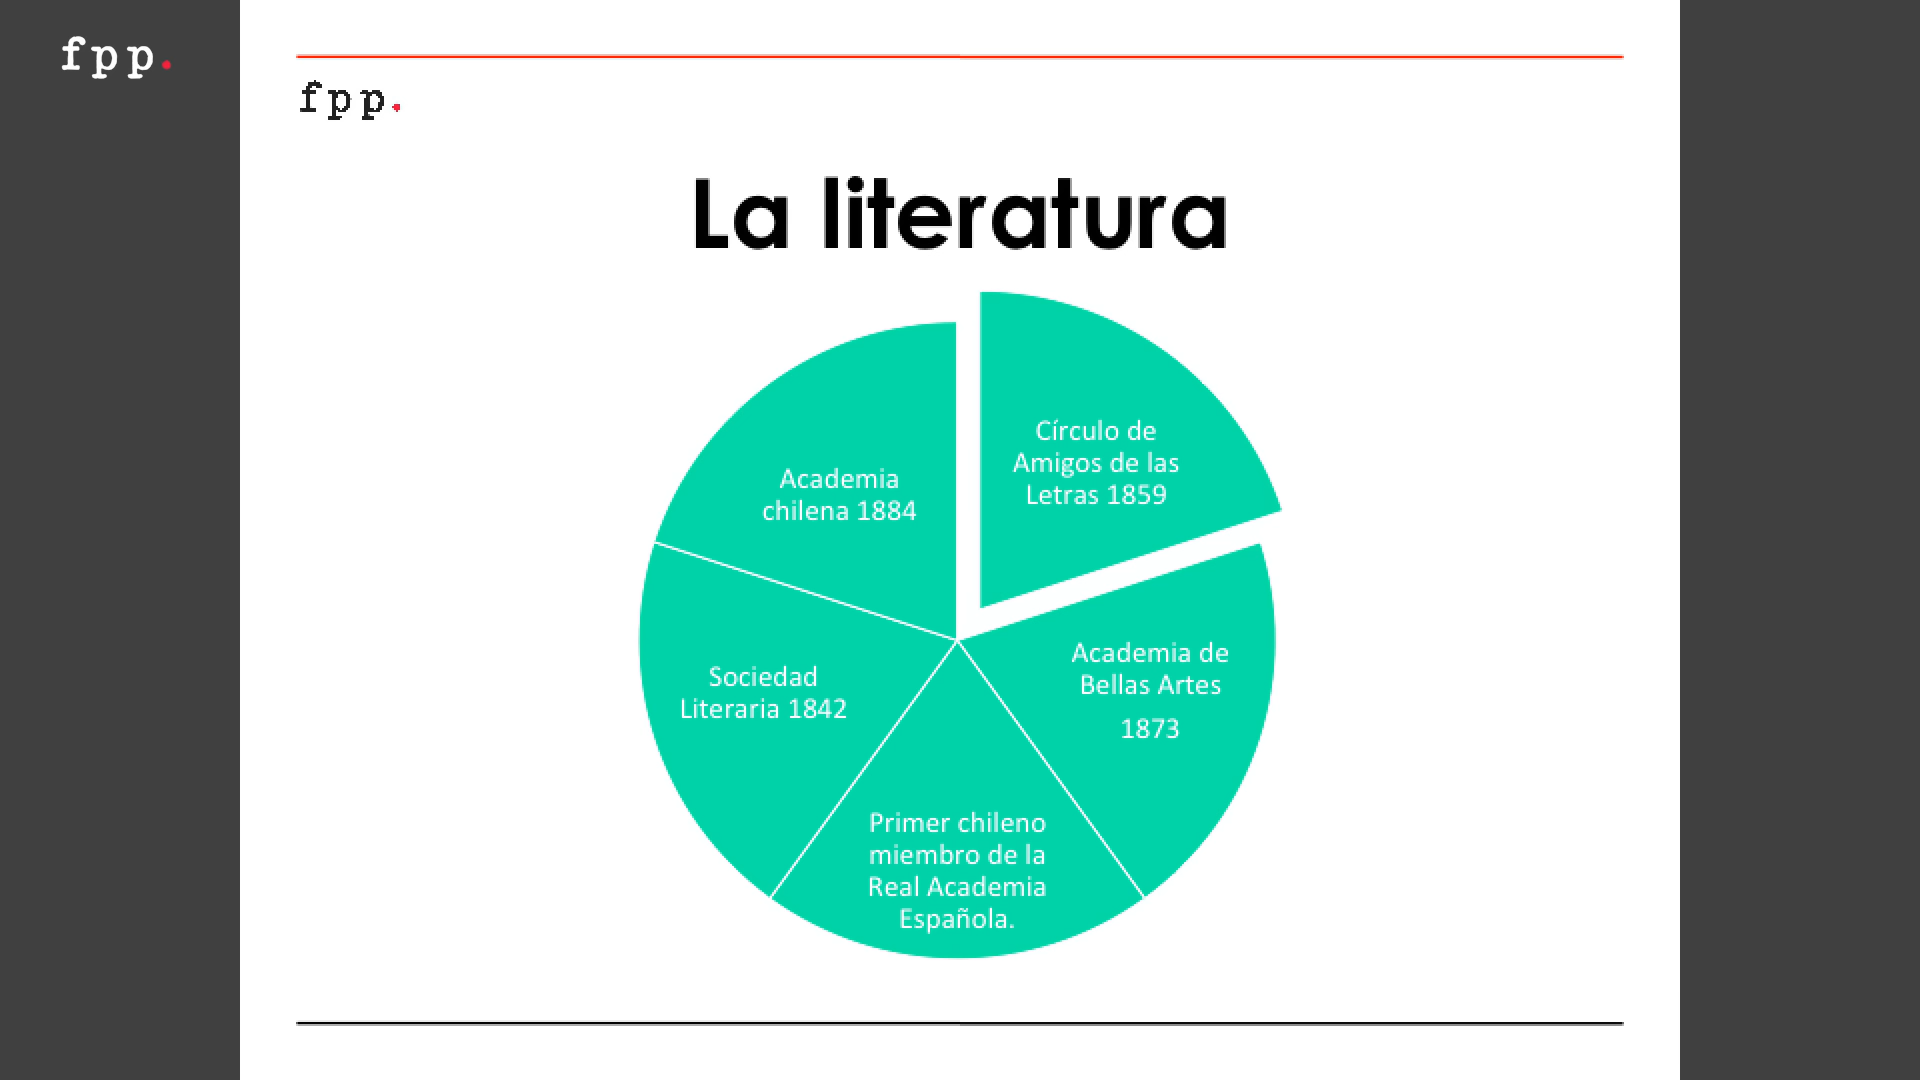 fpp.
fpp.
La literatura
Círculo de
Amigos de las
Letras 1859
Academia de
Bellas Artes
1873
Primer chileno
miembro de la
Real Academia
Española.
Sociedad
Literaria 1842
Academia
chilena 1884